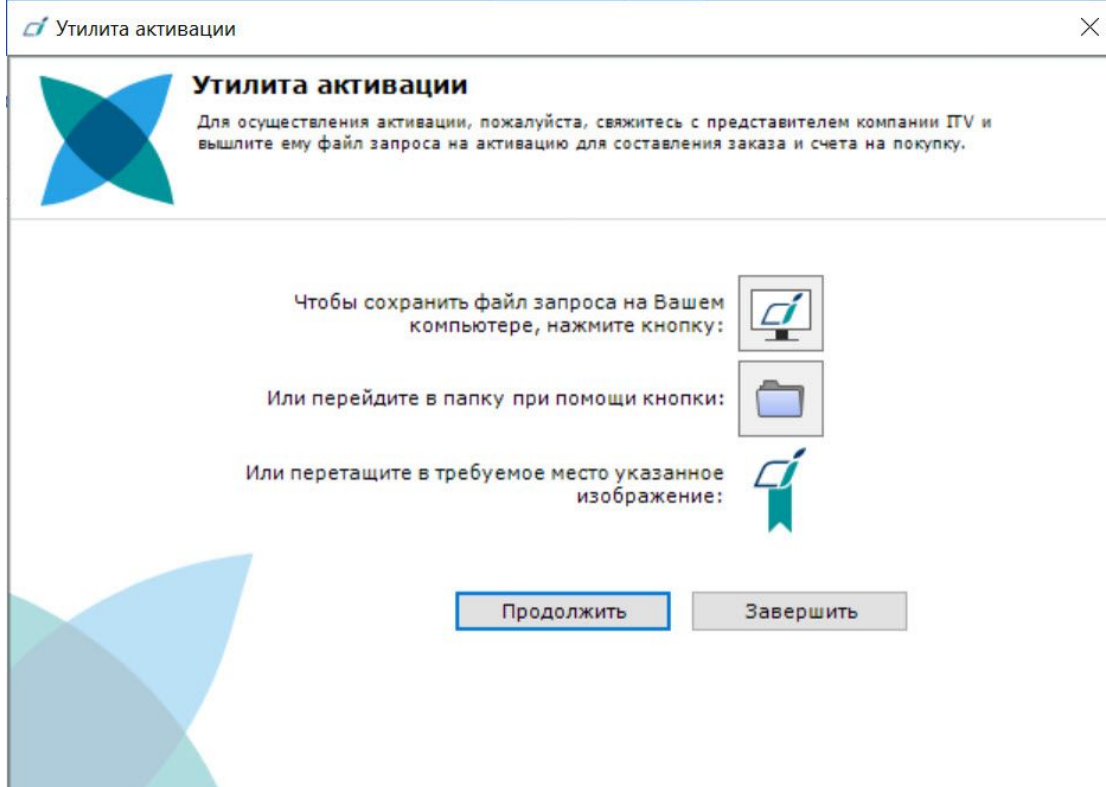 Утилита активации
Утилита активации
Для осуществления активации, пожалуйста, свяжитесь с представителем компании ITV и
вышлите ему файл запроса на активацию для составления заказа и счета на покупку.
Чтобы сохранить файл запроса на Вашем
компьютере, нажмите кнопку:
Или перейдите в папку при помощи кнопки:
Или перетащите в требуемое место указанное
изображение:
Продолжить
Завершить